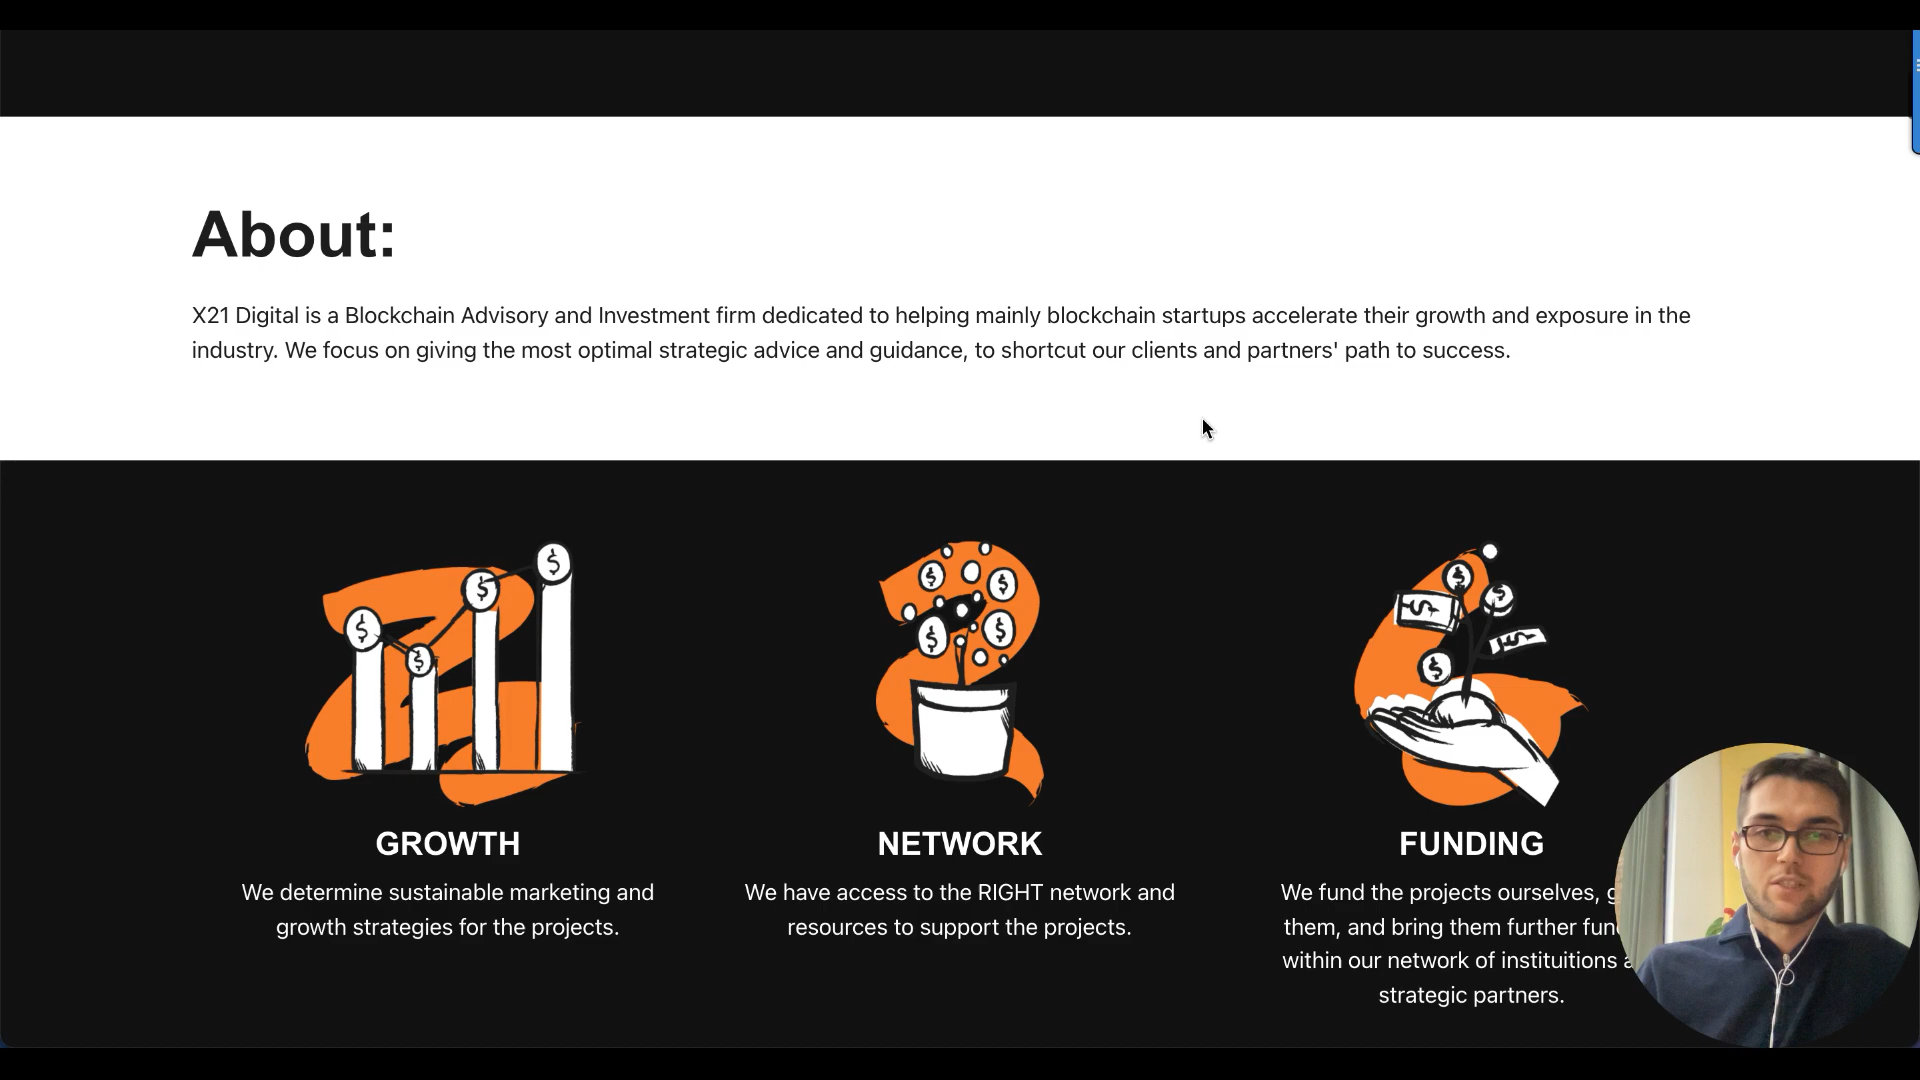 About:
X21 Digital is a Blockchain Advisory and Investment firm dedicated to helping mainly blockchain startups accelerate their growth and exposure in the
industry. We focus on giving the most optimal strategic advice and guidance, to shortcut our clients and partners' path to success.
GROWTH
We determine sustainable marketing and
growth strategies for the projects.
NETWORK
We have access to the RIGHT network and
resources to support the projects.
FUNDING
We fund the projects ourselves,
them, and bring them further
within our network of instituitions
strategic partners.